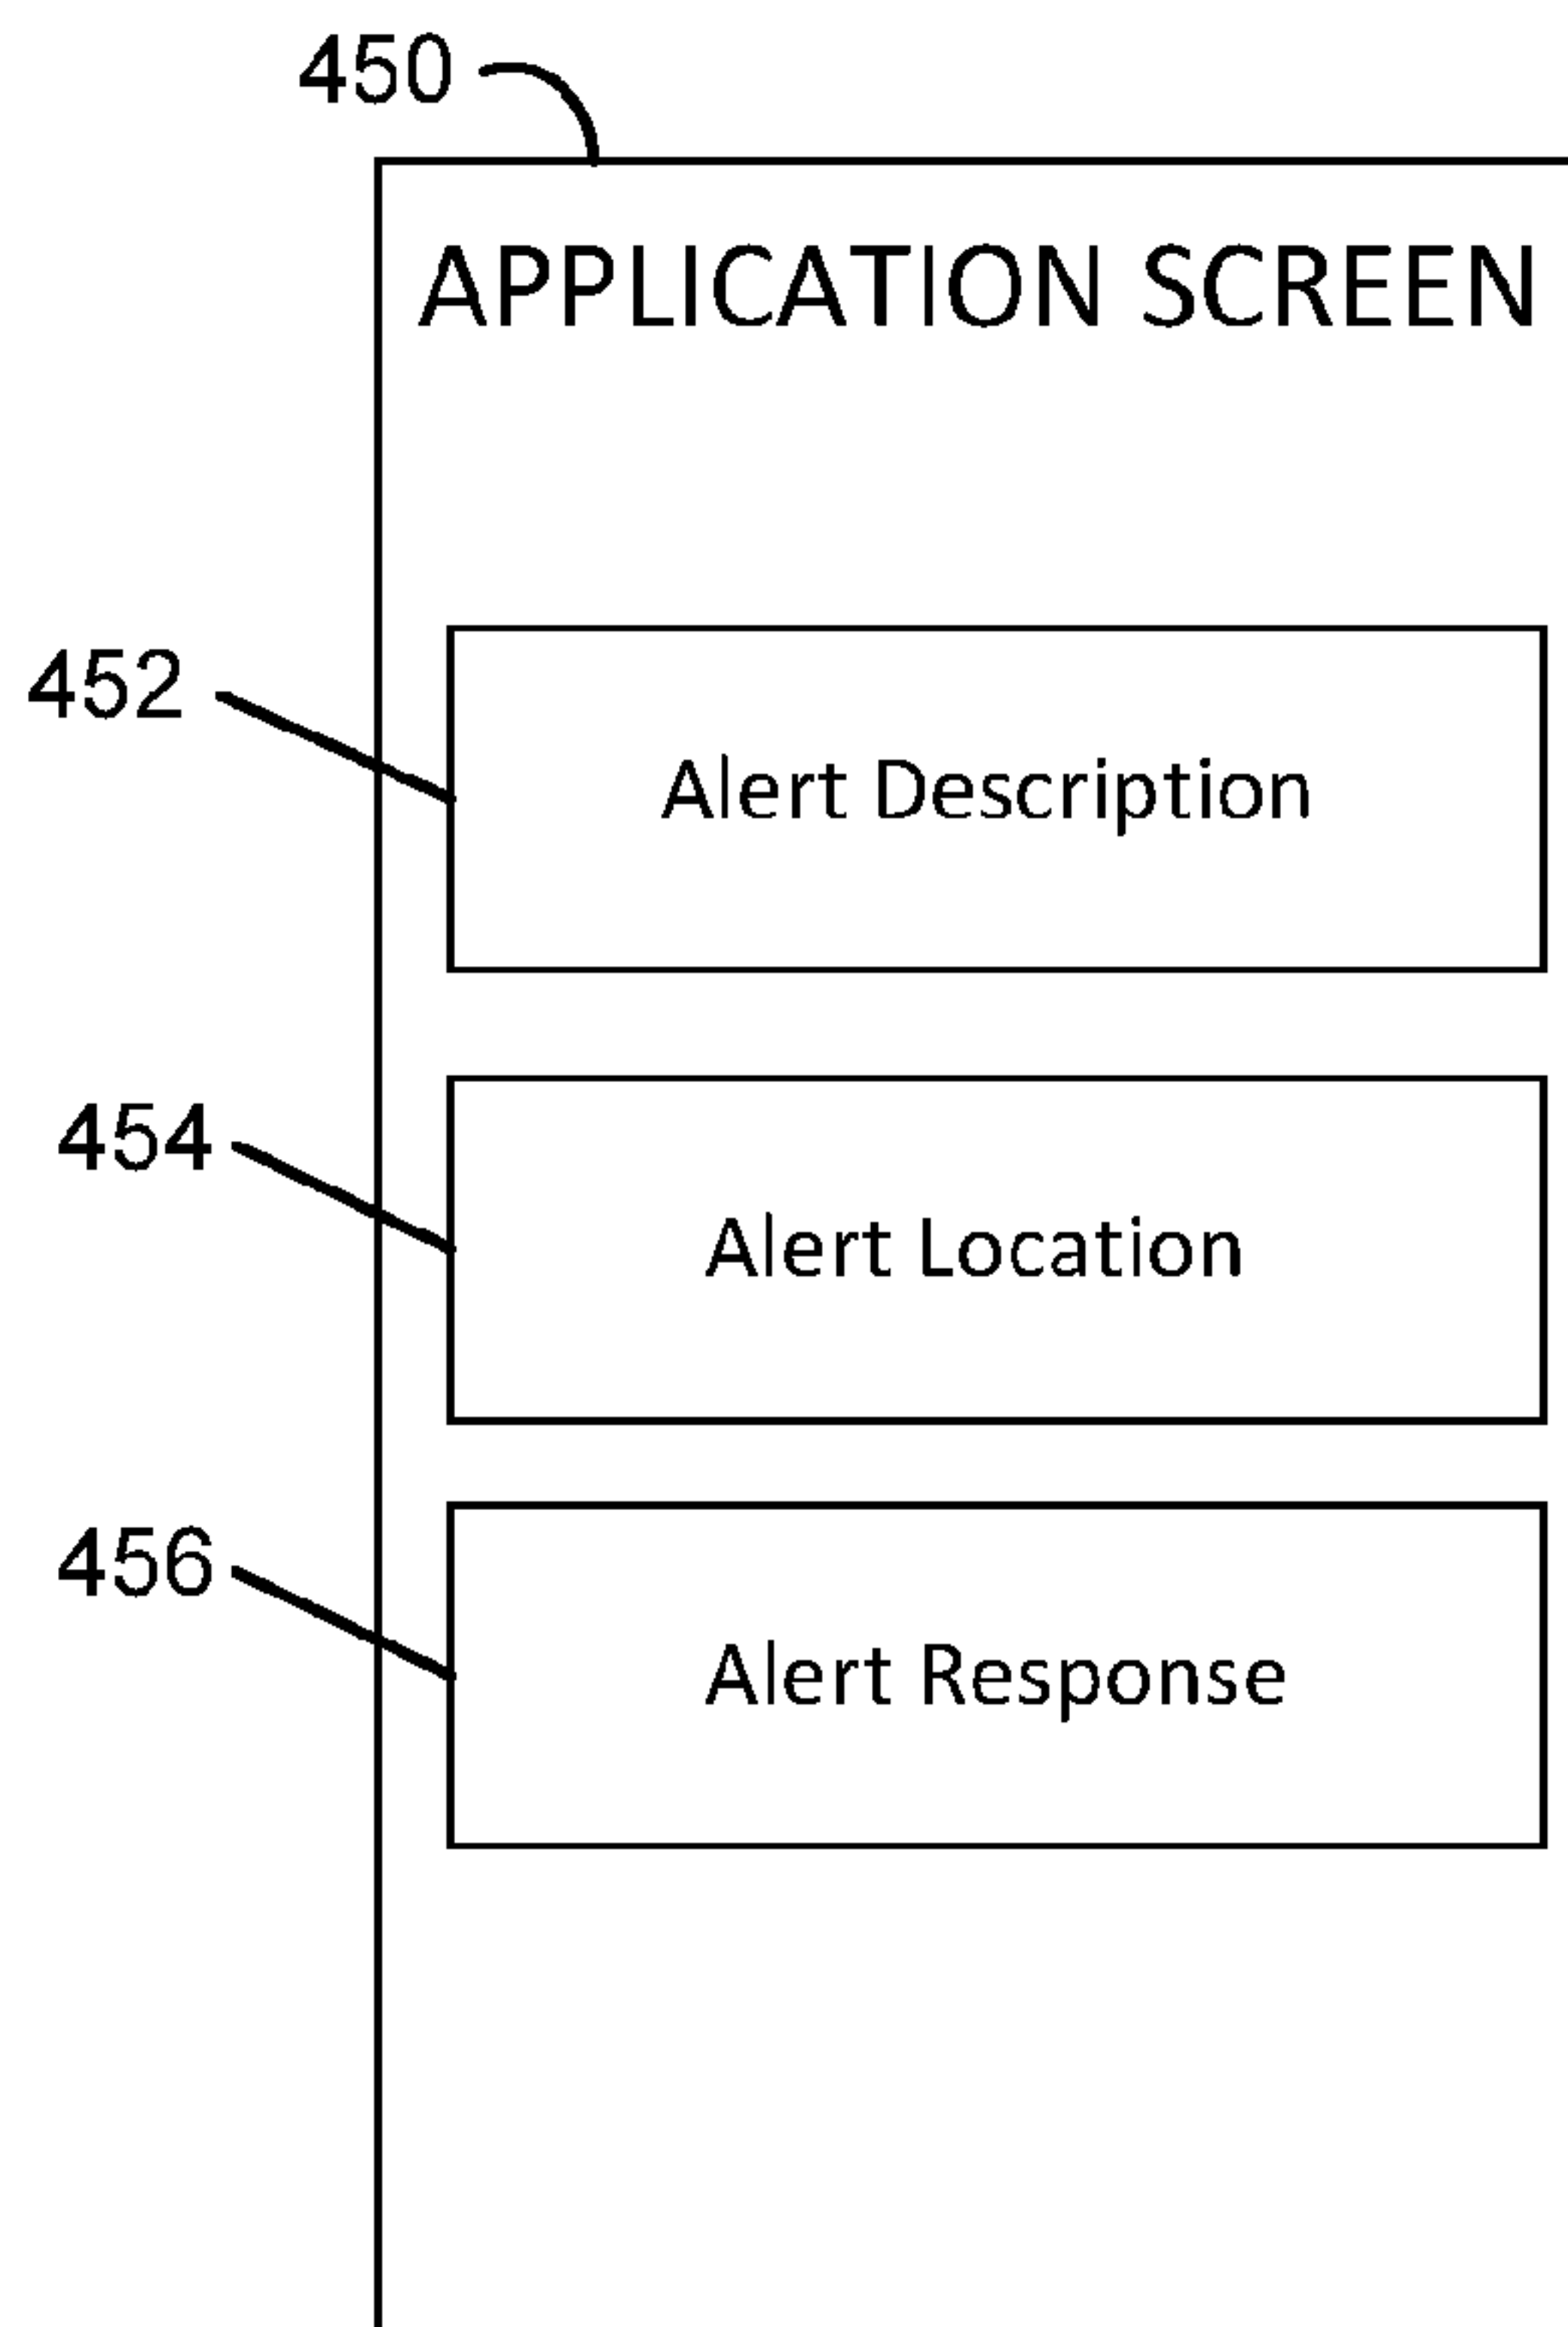 450
APPLICATION SCREEN
452
Alert Description
454
Alert Location
456
Alert Response